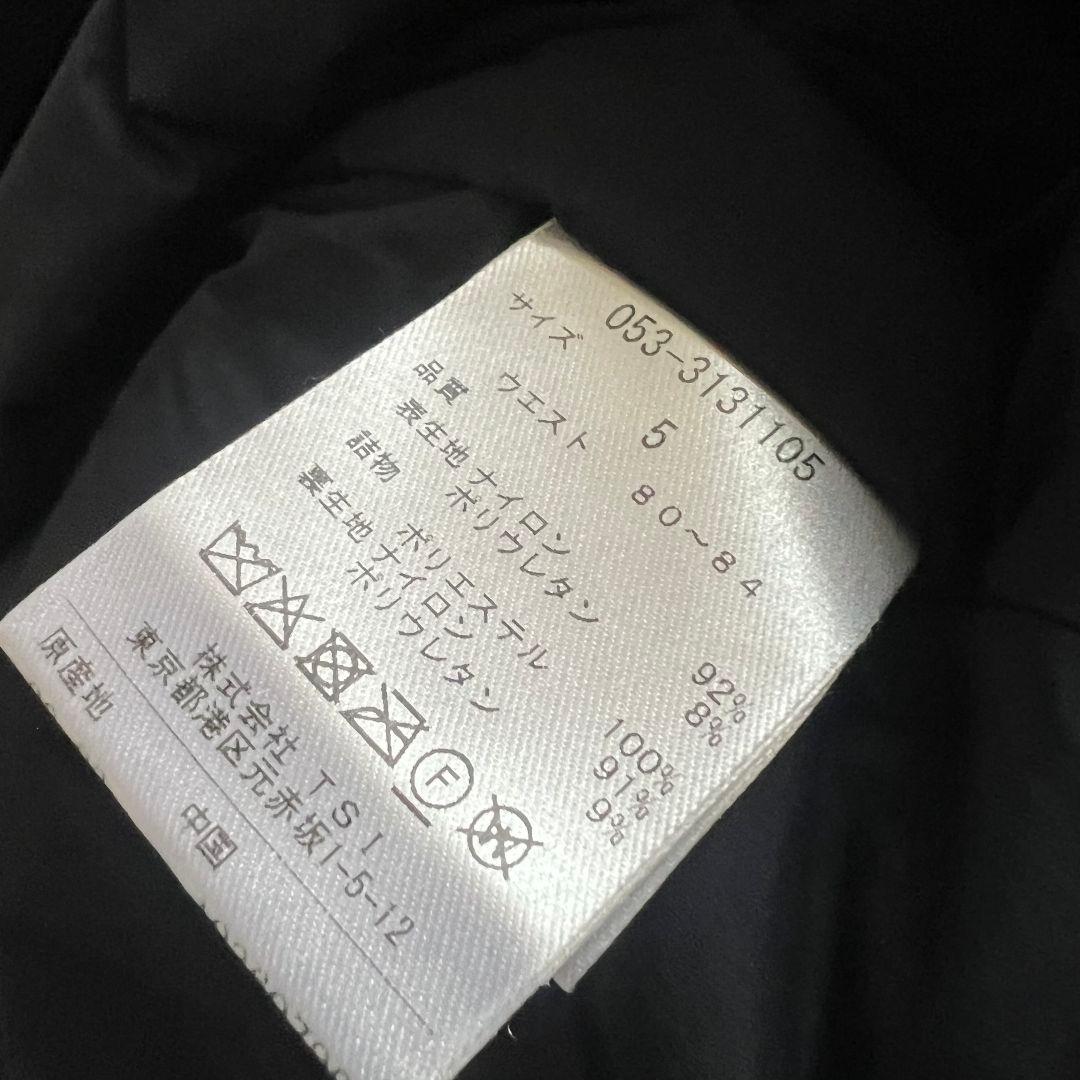 053-3131105
サイズ 5
ウエスト 80～84
品質
表生地 ナイロン 92%
ポリウレタン 8%
詰物 ポリエステル 100%
裏生地 ナイロン 91%
ポリウレタン 9%
F
株式会社 TSI
東京都港区元赤坂1-5-12
原産地 中国